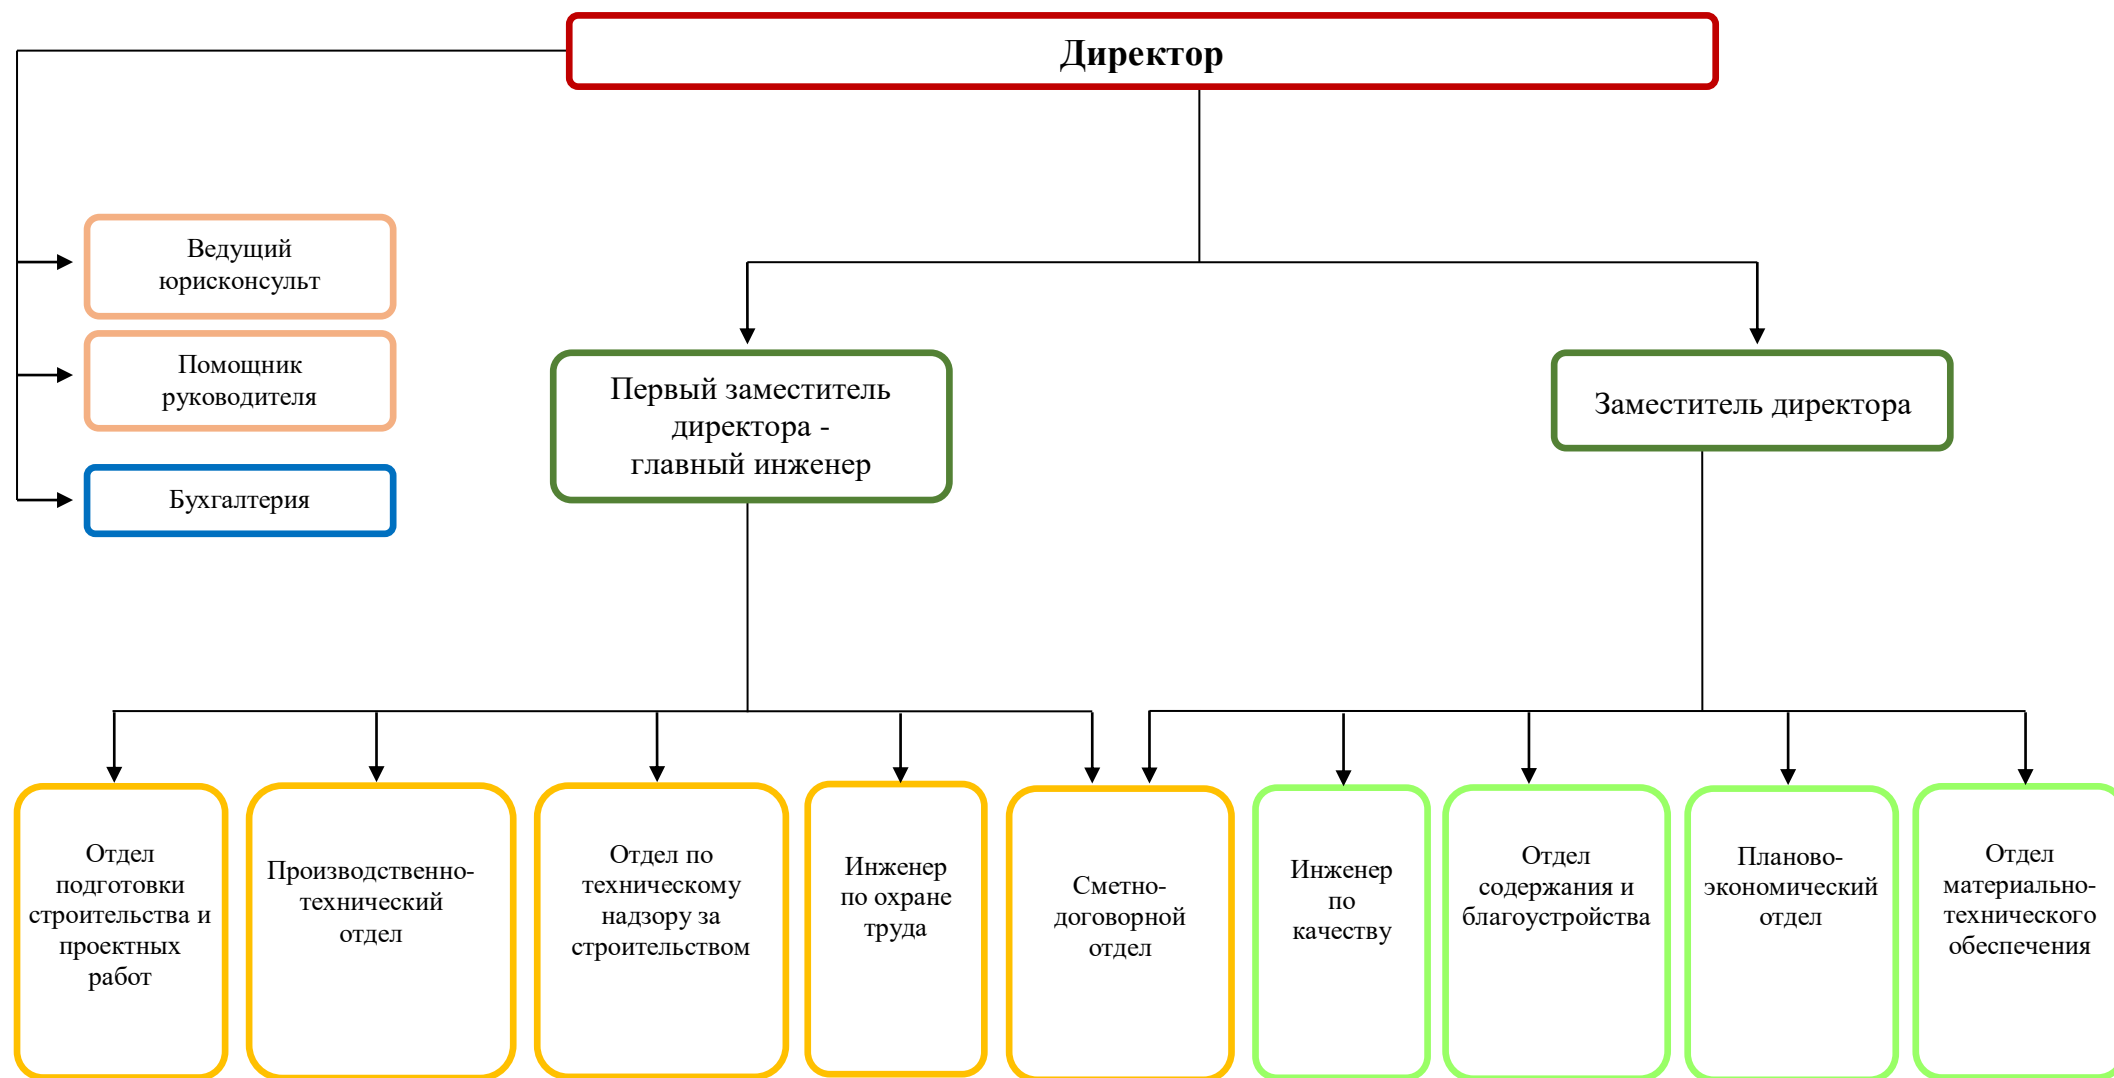 Директор
Ведущий
юрисконсульт
Помощник
руководителя
Бухгалтерия
Первый заместитель
директора -
главный инженер
Заместитель директора
Отдел
подготовки
строительства и
проектных
работ
Производственно-
технический
отдел
Отдел по
техническому
надзору за
строительством
Инженер
по охране
труда
Сметно-
договорной
отдел
Инженер
по
качеству
Отдел
содержания и
благоустройства
Планово-
экономический
отдел
Отдел
материально-
технического
обеспечения